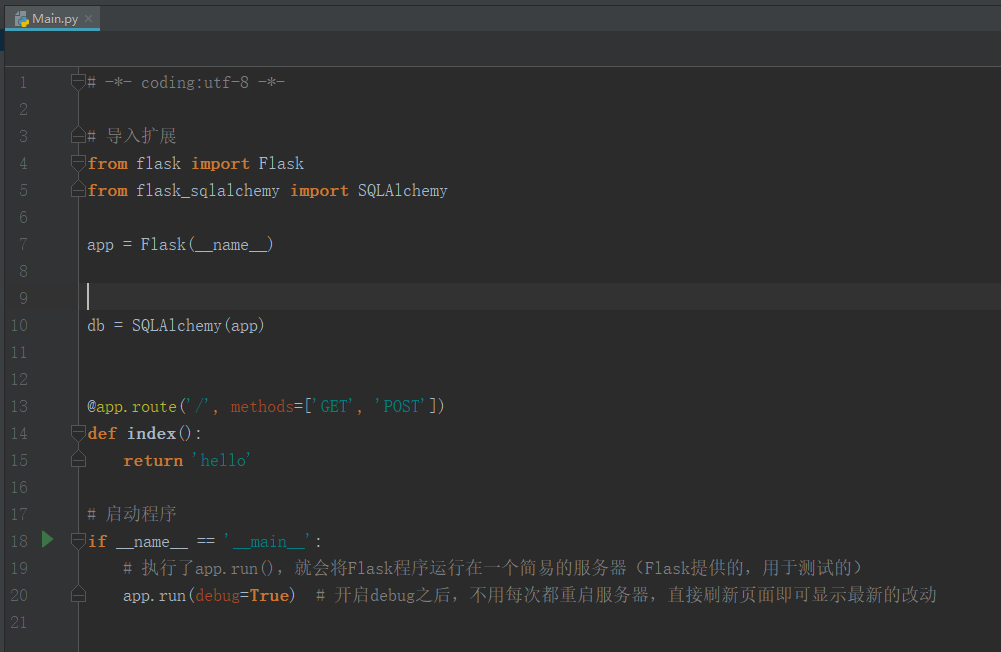 Main.py
1 # -*- coding:utf-8 -*-
2
3 # 导入扩展
4 from flask import Flask
5 from flask_sqlalchemy import SQLAlchemy
6
7 app = Flask(__name__)
8
9
10 db = SQLAlchemy(app)
11
12
13 @app.route('/', methods=['GET', 'POST'])
14 def index():
15     return 'hello'
16
17 # 启动程序
18 if __name__ == '__main__':
19     # 执行了app.run()，就会将Flask程序运行在一个简易的服务器（Flask提供的，用于测试的）
20     app.run(debug=True)  # 开启debug之后，不用每次都重启服务器，直接刷新页面即可显示最新的改动
21